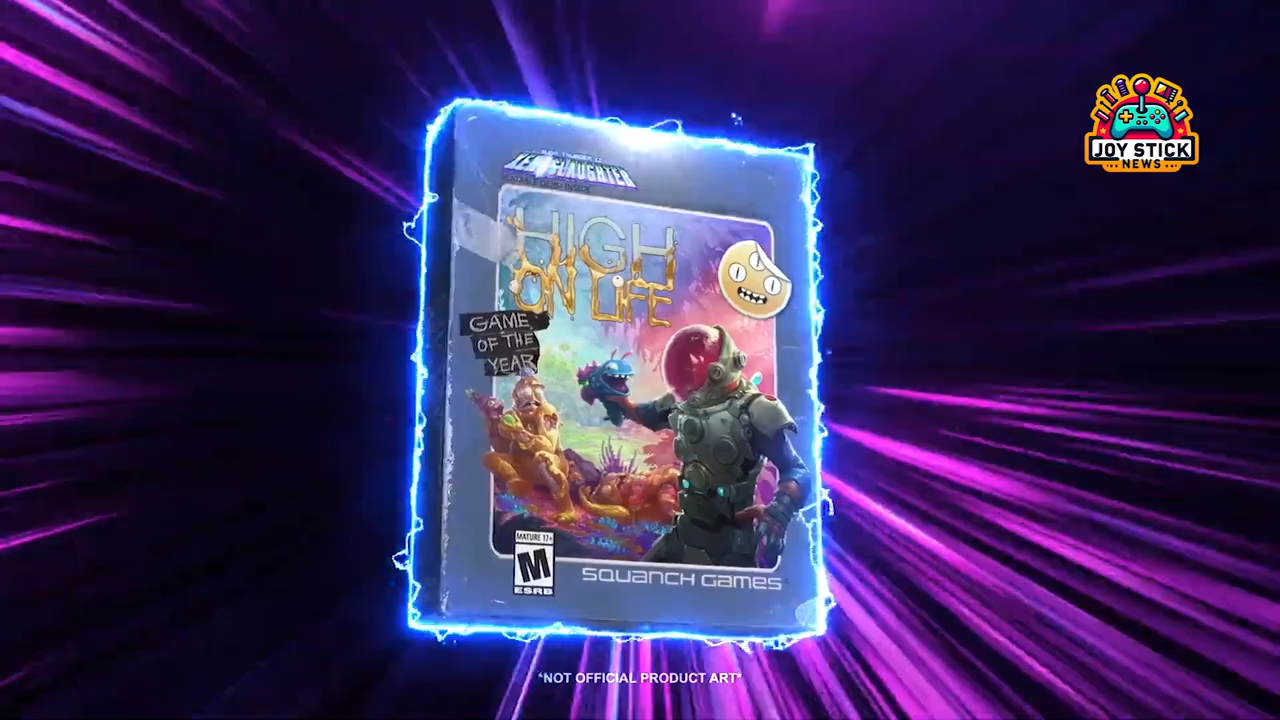 JOY STICK
NEWS
SLAUGHTER
HIGH
ON LIFE
GAME
OF THE
YEAR
MATURE 17+
M
ESRB
SQUANCH GAMES
*NOT OFFICIAL PRODUCT ART*